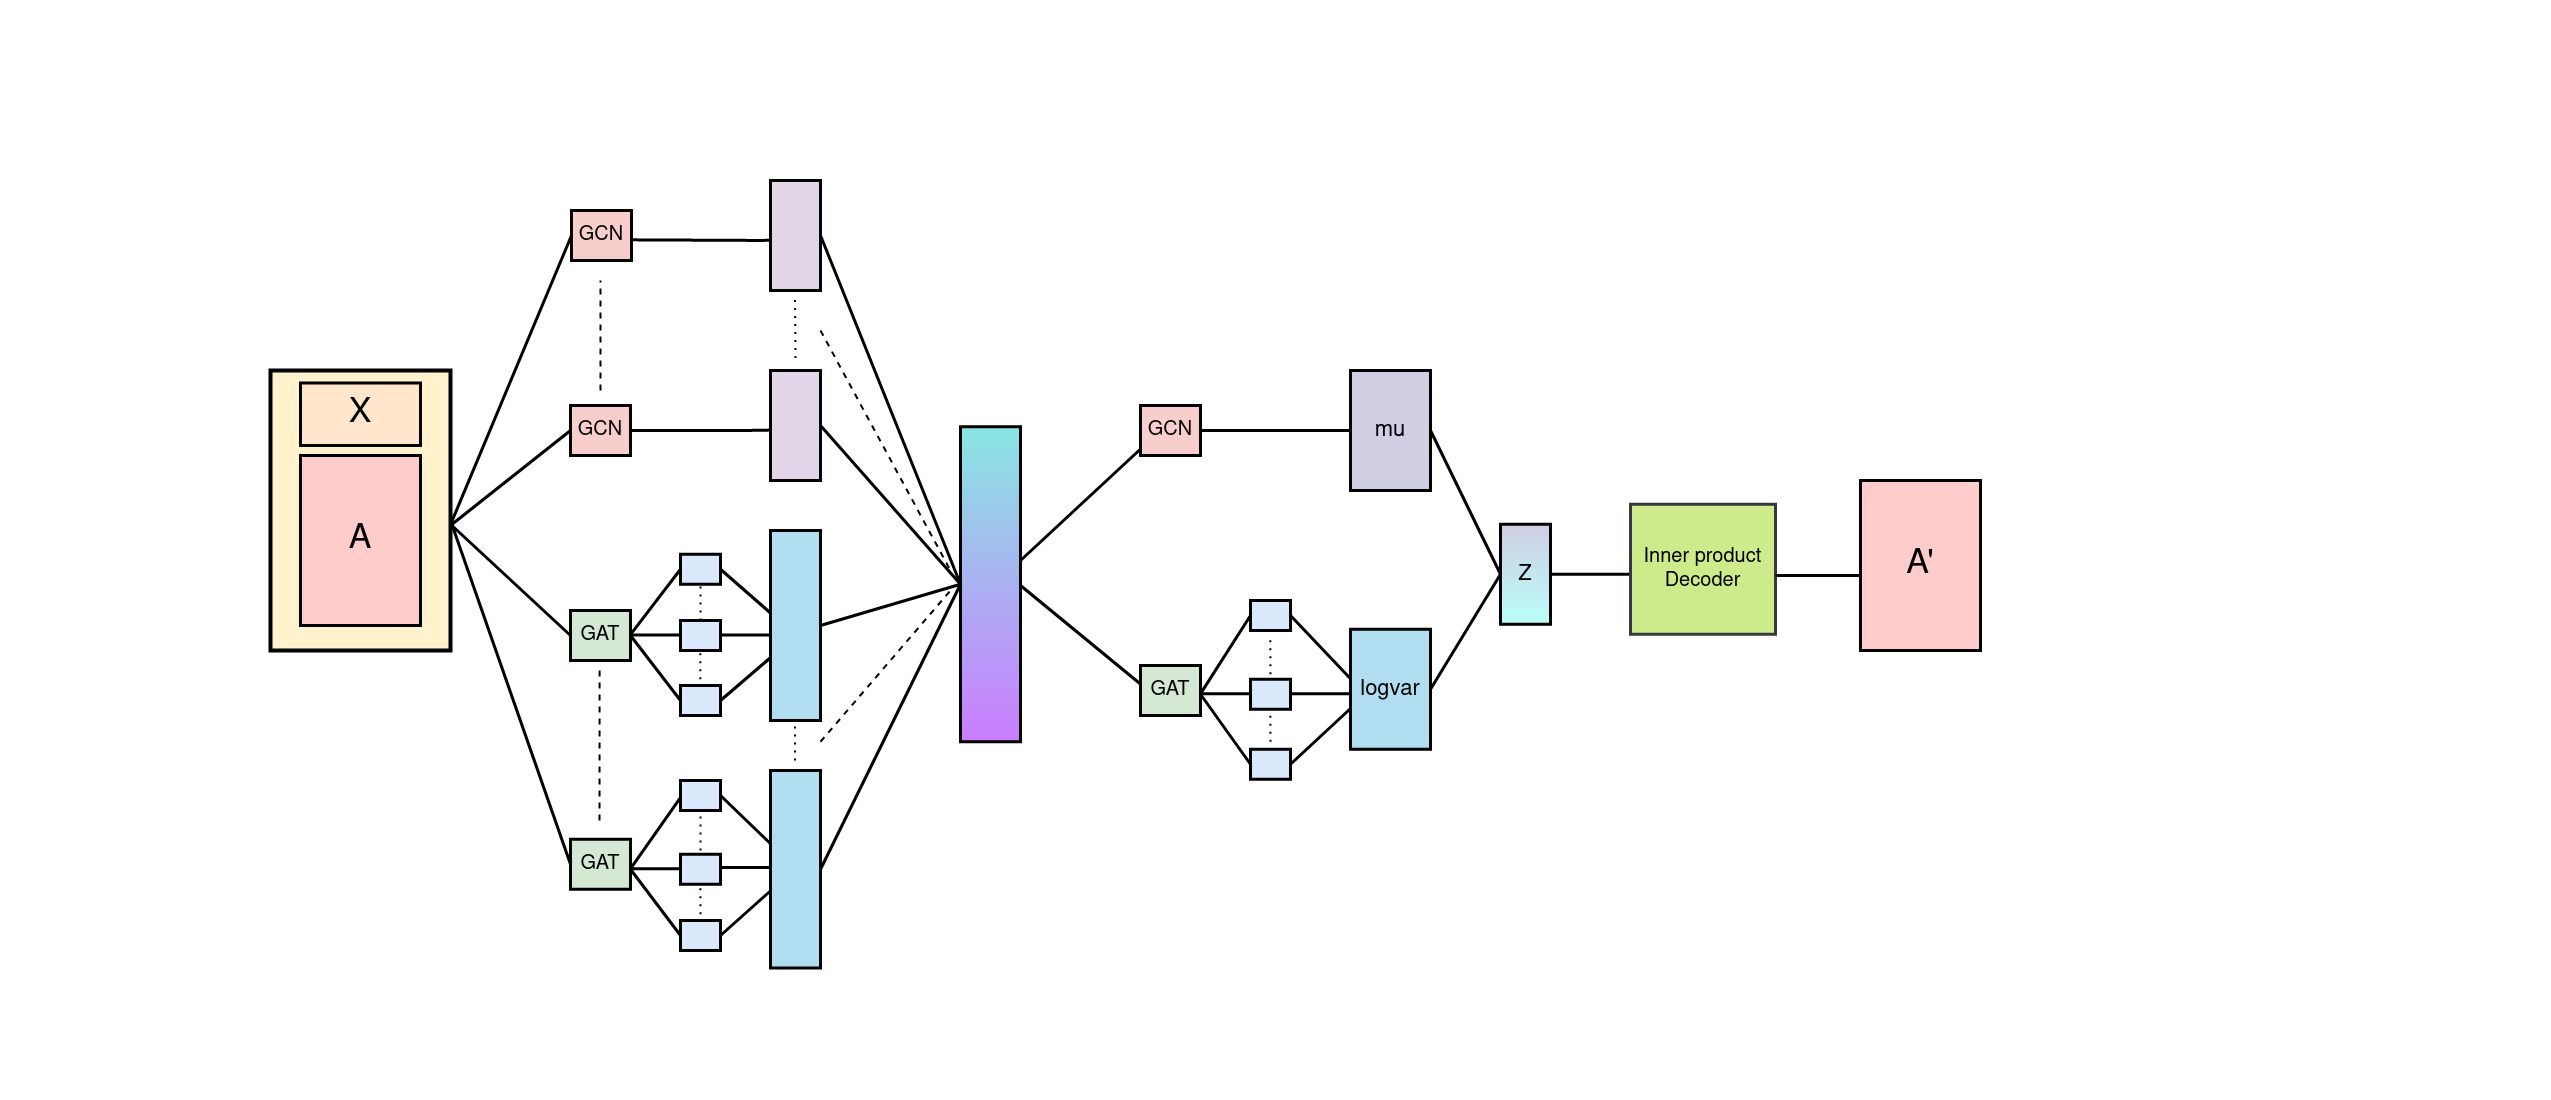 X
A
GCN
GCN
GAT
GAT
GCN
mu
GAT
logvar
Z
Inner product
Decoder
A'